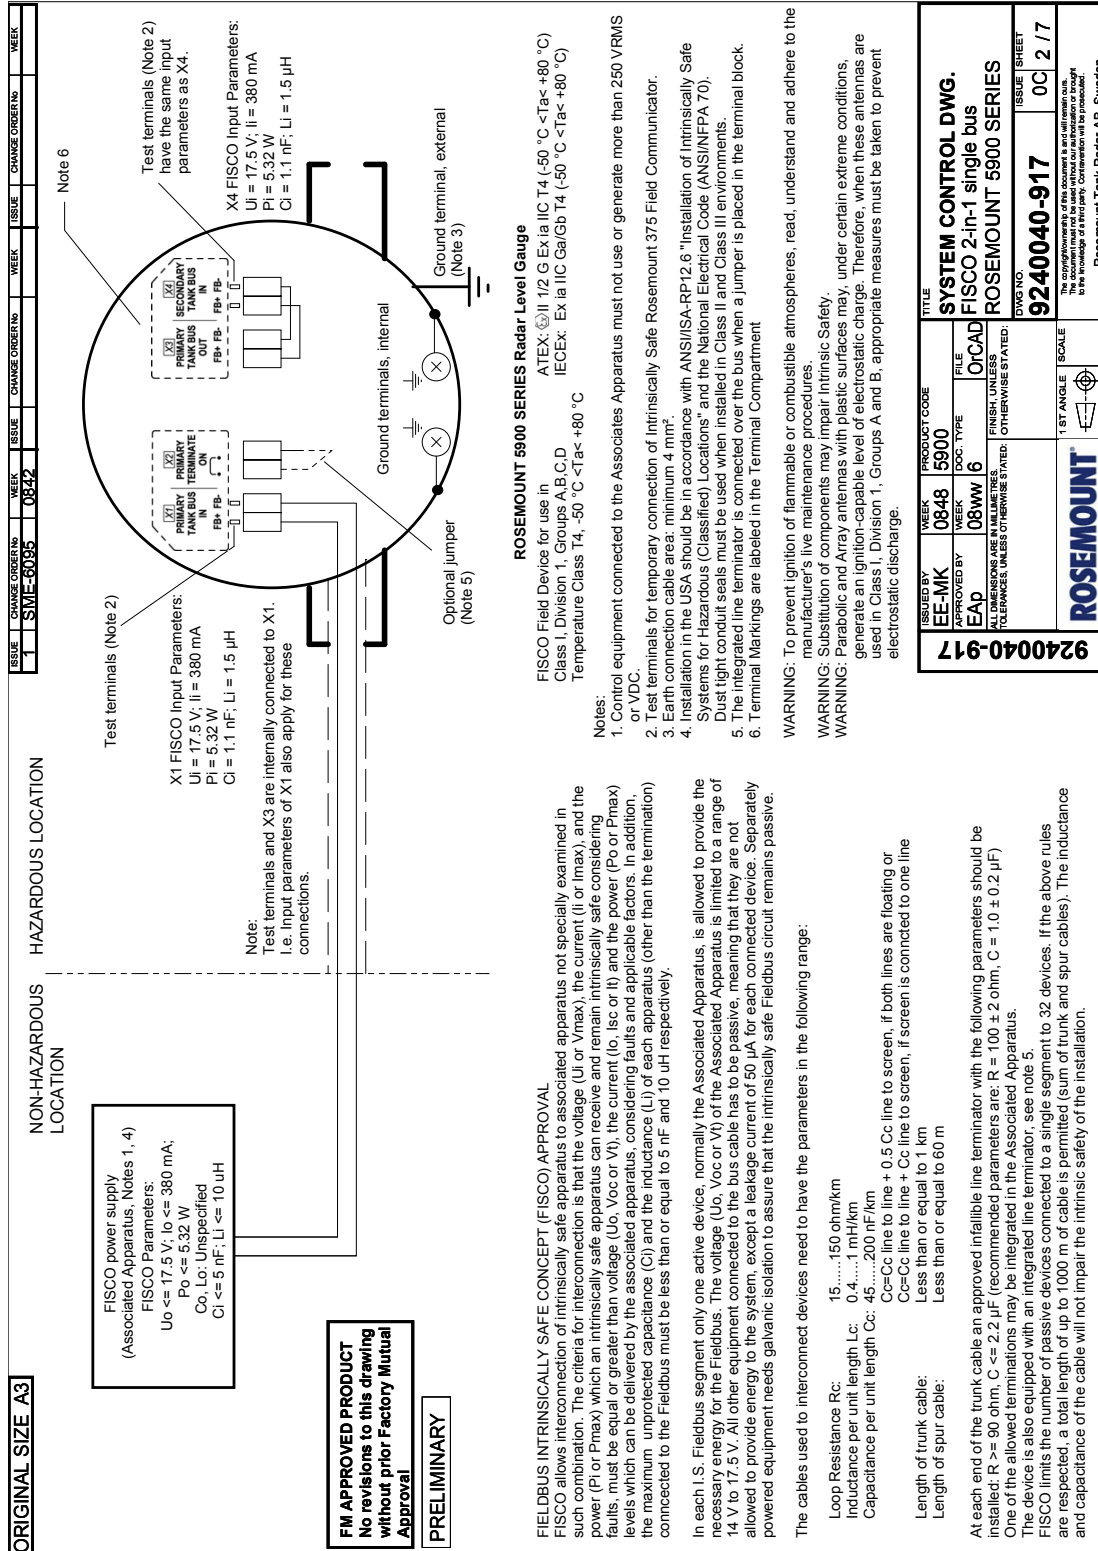 ORIGINAL SIZE A3
ISSUE CHANGE ORDER No WEEK ISSUE CHANGE ORDER No WEEK ISSUE CHANGE ORDER No WEEK
1 SME-6095 0842
NON-HAZARDOUS
LOCATION
HAZARDOUS LOCATION
FISCO power supply
(Associated Apparatus, Notes 1, 4)
FISCO Parameters:
Uo <= 17.5 V; Io <= 380 mA;
Po <= 5.32 W
Co, Lo: Unspecified
Ci <= 5 nF; Li <= 10 uH
FM APPROVED PRODUCT
No revisions to this drawing
without prior Factory Mutual
Approval
PRELIMINARY
Test terminals (Note 2)
X1 FISCO Input Parameters:
Ui = 17.5 V; Ii = 380 mA
Pi = 5.32 W
Ci = 1.1 nF; Li = 1.5 µH
Note:
Test terminals and X3 are internally connected to X1.
I.e. Input parameters of X1 also apply for these
connections.
X1
PRIMARY
TANK BUS
IN
FB+ FB-
X2
PRIMARY
TERMINATE
ON
X3
PRIMARY
TANK BUS
OUT
FB+ FB-
X4
SECONDARY
TANK BUS
IN
FB+ FB-
Note 6
Test terminals (Note 2)
have the same input
parameters as X4.
X4 FISCO Input Parameters:
Ui = 17.5 V; Ii = 380 mA
Pi = 5.32 W
Ci = 1.1 nF; Li = 1.5 µH
Ground terminals, internal
Ground terminal, external
(Note 3)
Optional jumper
(Note 5)
ROSEMOUNT 5900 SERIES Radar Level Gauge
FISCO Field Device for use in
Class I, Division 1, Groups A,B,C,D
Temperature Class T4, -50 °C <Ta< +80 °C
ATEX: Ex II 1/2 G Ex ia IIC T4 (-50 °C <Ta< +80 °C)
IECEx: Ex ia IIC Ga/Gb T4 (-50 °C <Ta< +80 °C)
FIELDBUS INTRINSICALLY SAFE CONCEPT (FISCO) APPROVAL
FISCO allows interconnection of intrinsically safe apparatus to associated apparatus not specially examined in
such combination. The criteria for interconnection is that the voltage (Ui or Vmax), the current (Ii or Imax), and the
power (Pi or Pmax) which an intrinsically safe apparatus can receive and remain intrinsically safe considering
faults, must be equal or greater than voltage (Uo, Voc or Vt), the current (Io, Isc or It) and the power (Po or Pmax)
levels which can be delivered by the associated apparatus, considering faults and applicable factors. In addition,
the maximum unprotected capacitance (Ci) and the inductance (Li) of each apparatus (other than the termination)
conncected to the Fieldbus must be less than or equal to 5 nF and 10 uH respectively.
In each I.S. Fieldbus segment only one active device, normally the Associated Apparatus, is allowed to provide the
necessary energy for the Fieldbus. The voltage (Uo, Voc or Vt) of the Associated Apparatus is limited to a range of
14 V to 17.5 V. All other equipment connected to the bus cable has to be passive, meaning that they are not
allowed to provide energy to the system, except a leakage current of 50 µA for each connected device. Separately
powered equipment needs galvanic isolation to assure that the intrinsically safe Fieldbus circuit remains passive.
The cables used to interconnect devices need to have the parameters in the following range:
Loop Resistance Rc: 15......150 ohm/km
Inductance per unit length Lc: 0.4....1 mH/km
Capacitance per unit length Cc: 45......200 nF/km
Cc=Cc line to line + 0.5 Cc line to screen, if both lines are floating or
Cc=Cc line to line + Cc line to screen, if screen is conncted to one line
Length of trunk cable: Less than or equal to 1 km
Length of spur cable: Less than or equal to 60 m
At each end of the trunk cable an approved infallible line terminator with the following parameters should be
installed: R >= 90 ohm, C <= 2.2 µF (recommended parameters are: R = 100 ± 2 ohm, C = 1.0 ± 0.2 µF)
One of the allowed terminations may be integrated in the Associated Apparatus.
The device is also equipped with an integrated line terminator, see note 5.
FISCO limits the number of passive devices connected to a single segment to 32 devices. If the above rules
are respected, a total length of up to 1000 m of cable is permitted (sum of trunk and spur cables). The inductance
and capacitance of the cable will not impair the intrinsic safety of the installation.
Notes:
1. Control equipment connected to the Associates Apparatus must not use or generate more than 250 VRMS
or VDC.
2. Test terminals for temporary connection of Intrinsically Safe Rosemount 375 Field Communicator.
3. Earth connection cable area: minimum 4 mm².
4. Installation in the USA should be in accordance with ANSI/ISA-RP12.6 "Installation of Intrinsically Safe
Systems for Hazardous (Classified) Locations" and the National Electrical Code (ANSI/NFPA 70).
Dust tight conduit seals must be used when installed in Class II and Class III environments.
5. The integrated line terminator is connected over the bus when a jumper is placed in the terminal block.
6. Terminal Markings are labeled in the Terminal Compartment
WARNING: To prevent ignition of flammable or combustible atmospheres, read, understand and adhere to the
manufacturer's live maintenance procedures.
WARNING: Substitution of components may impair Intrinsic Safety.
WARNING: Parabolic and Array antennas with plastic surfaces may, under certain extreme conditions,
generate an ignition-capable level of electrostatic charge. Therefore, when these antennas are
used in Class I, Division 1, Groups A and B, appropriate measures must be taken to prevent
electrostatic discharge.
9240040-917
ISSUED BY WEEK PRODUCT CODE
EE-MK 0848 5900
APPROVED BY WEEK DOC. TYPE FILE
EAp 08ww 6 OrCAD
ALL DIMENSIONS ARE IN MILLIMETRES.
TOLERANCES, UNLESS OTHERWISE STATED:
FINISH, UNLESS
OTHERWISE STATED:
ROSEMOUNT
1 ST ANGLE SCALE
TITLE
SYSTEM CONTROL DWG.
FISCO 2-in-1 single bus
ROSEMOUNT 5900 SERIES
DWG NO. ISSUE SHEET
9240040-917 0C 2 / 7
The copyright/ownership of this document is and will remain ours.
The document must not be used without our authorization or brought
to the knowledge of a third party. Contravention will be prosecuted.
Rosemount Tank Radar AB, Sweden